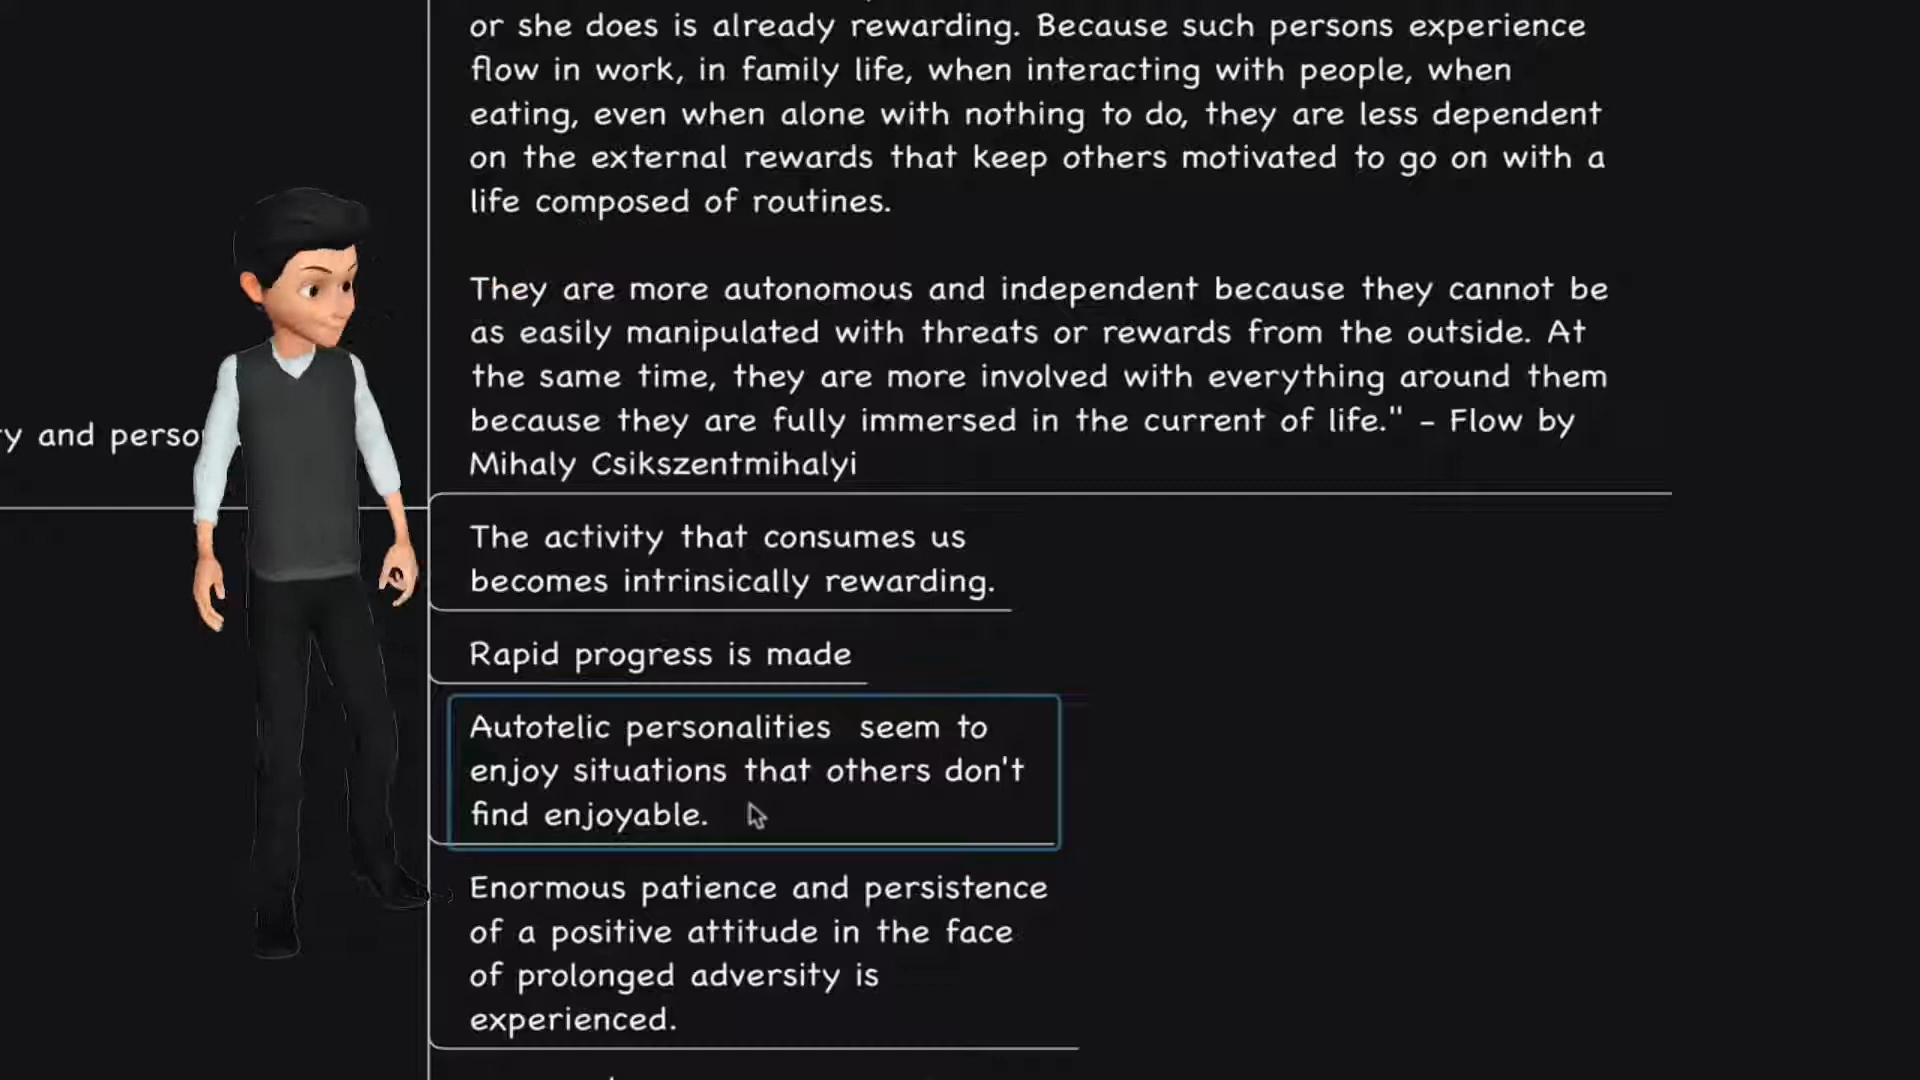 or she does is already rewarding. Because such persons experience
flow in work, in family life, when interacting with people, when
eating, even when alone with nothing to do, they are less dependent
on the external rewards that keep others motivated to go on with a
life composed of routines.
They are more autonomous and independent because they cannot be
as easily manipulated with threats or rewards from the outside. At
the same time, they are more involved with everything around them
because they are fully immersed in the current of life." – Flow by
Mihaly Csikszentmihalyi
and
The activity that consumes us
becomes intrinsically rewarding.
Rapid progress is made
Autotelic personalities  seem to
enjoy situations that others don't
find enjoyable.
Enormous patience and persistence
of a positive attitude in the face
of prolonged adversity is
experienced.